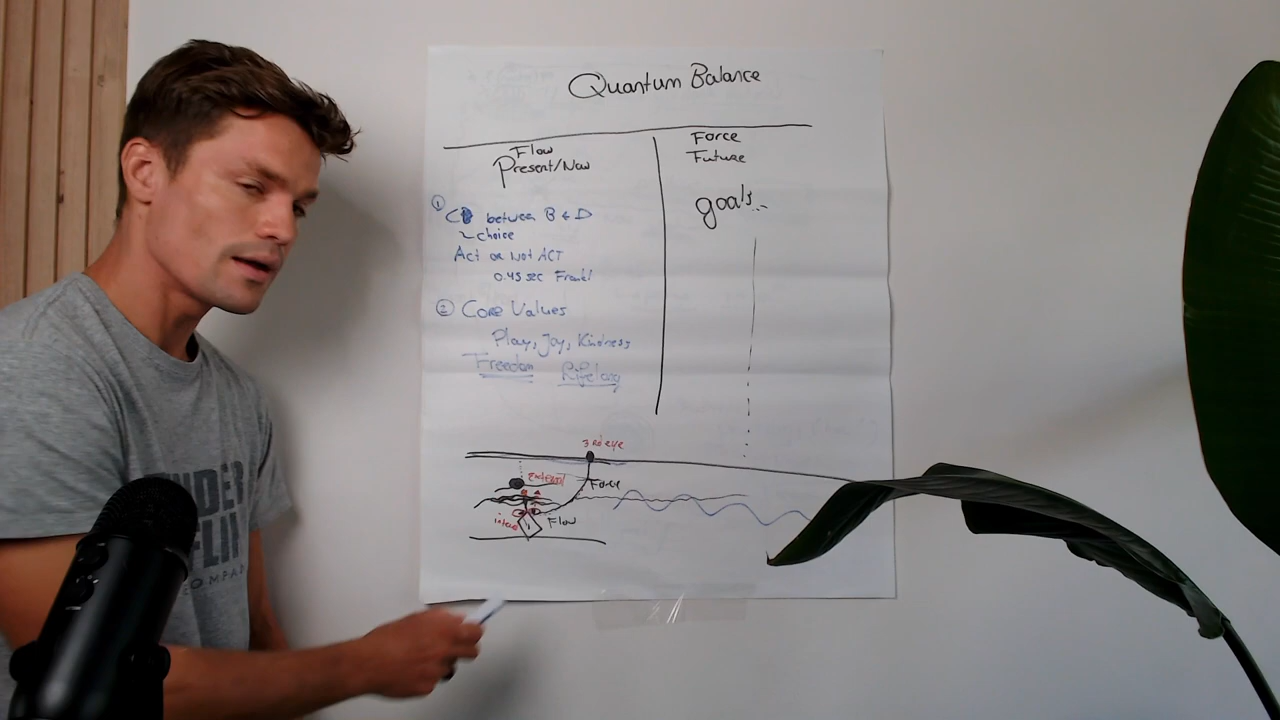 Quantum Balance
Flow
Present/Now
Force
Future
goals...
① C between B & D
choice
Act or Not ACT
0.45 sec Frankl
② Core Values
Play, Joy, Kindness
Freedom
3rd eye
External
Force
Flow